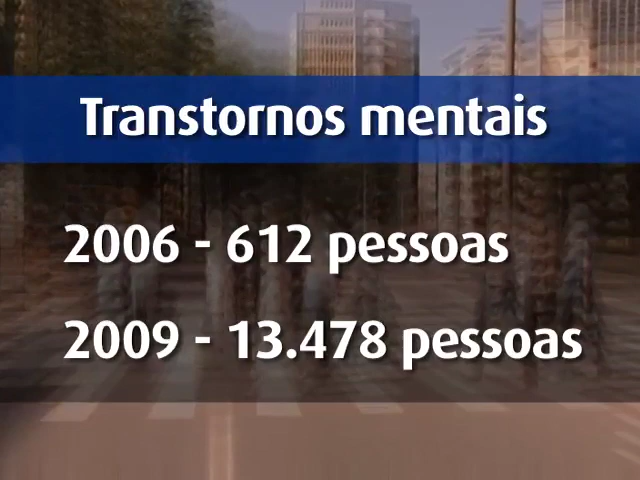 Transtornos mentais
2006 - 612 pessoas
2009 - 13.478 pessoas